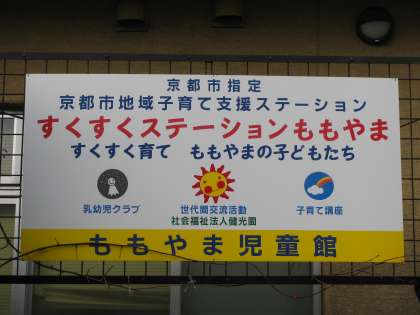 京都市指定
京都市地域子育て支援ステーション
すくすくステーションももやま
すくすく育て ももやまの子どもたち
乳幼児クラブ 世代間交流活動 子育て講座
社会福祉法人健光園
ももやま児童館